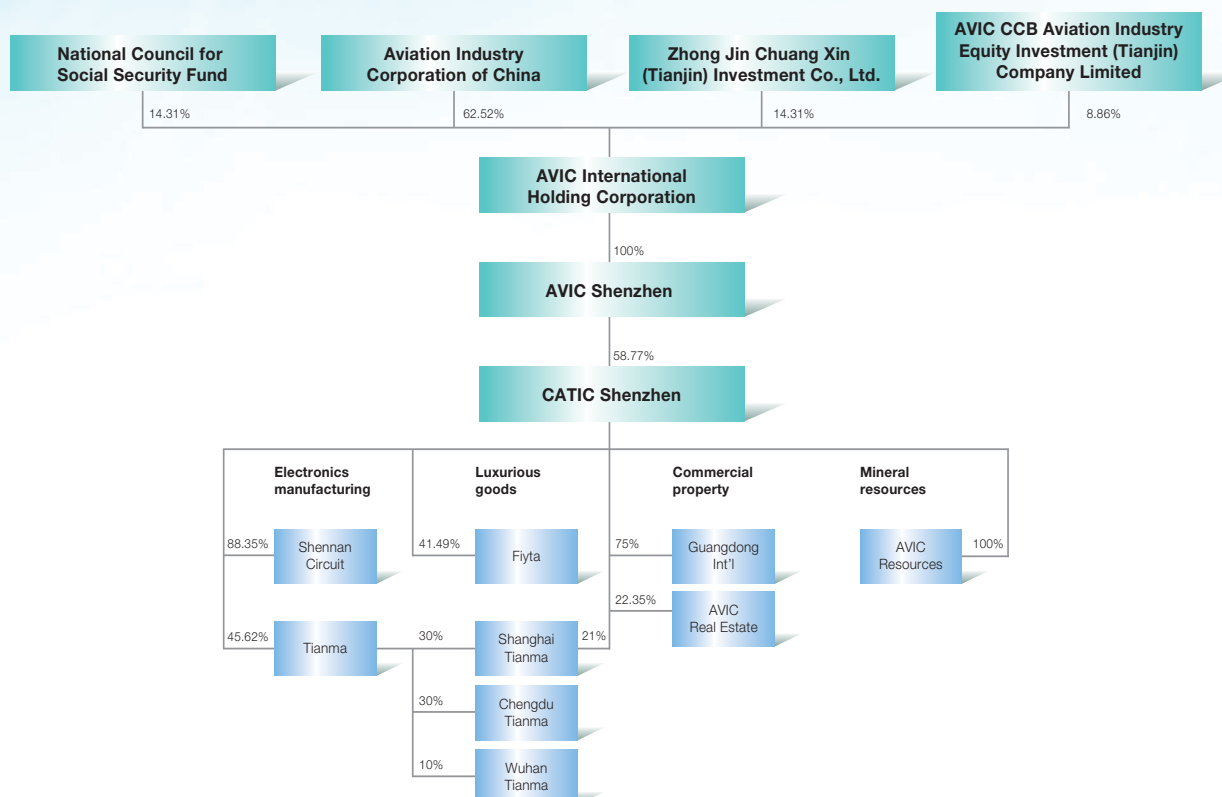 National Council for
Social Security Fund
Aviation Industry
Corporation of China
Zhong Jin Chuang Xin
(Tianjin) Investment Co., Ltd.
AVIC CCB Aviation Industry
Equity Investment (Tianjin)
Company Limited
14.31%
62.52%
14.31%
8.86%
AVIC International
Holding Corporation
100%
AVIC Shenzhen
58.77%
CATIC Shenzhen
Electronics
manufacturing
Luxurious
goods
Commercial
property
Mineral
resources
88.35%
Shennan
Circuit
41.49%
Fiyta
75%
Guangdong
Int'l
AVIC
Resources
100%
22.35%
AVIC
Real Estate
45.62%
Tianma
30%
Shanghai
Tianma
21%
30%
Chengdu
Tianma
10%
Wuhan
Tianma